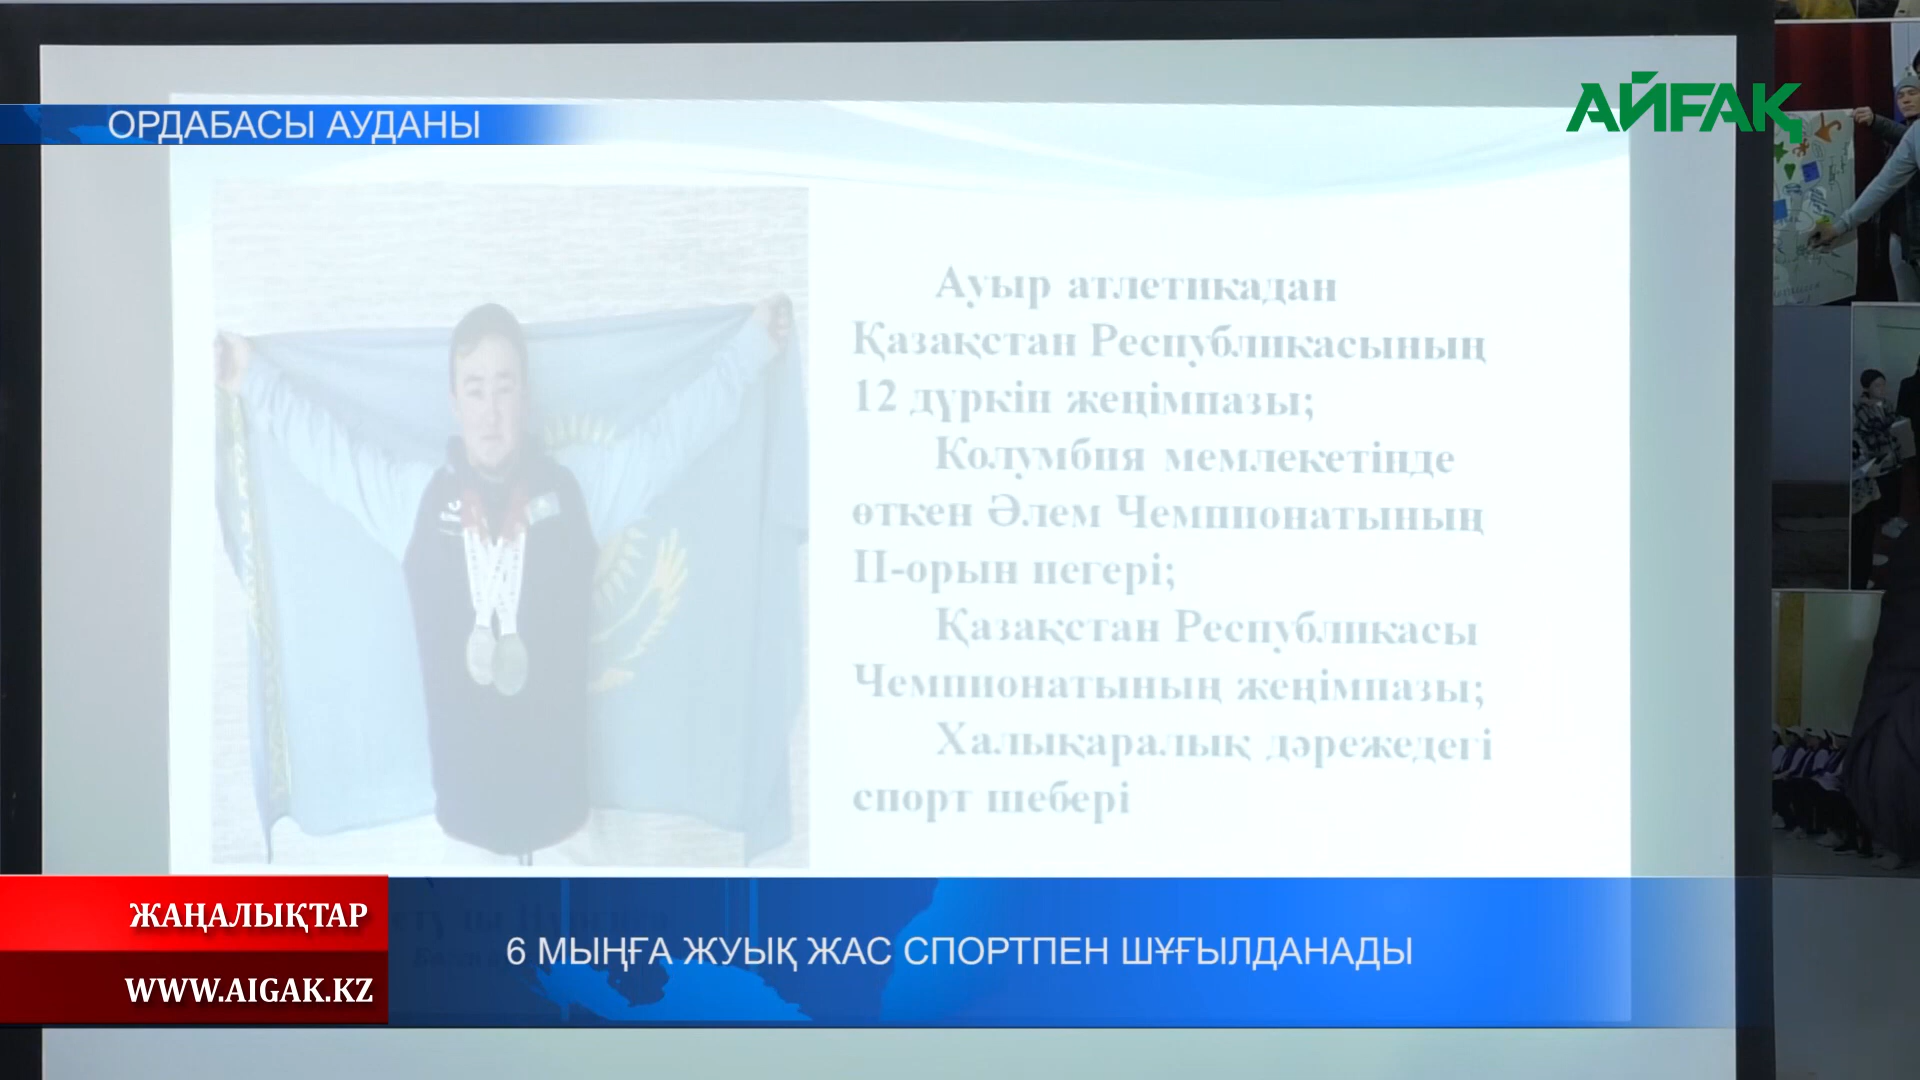 ОРДАБАСЫ АУДАНЫ
АЙҒАҚ
Ауыр атлетикадан
Қазақстан Республикасының
12 дүркін жеңімпазы;
Колумбия мемлекетінде
өткен Әлем Чемпионатының
II-орын иегері;
Қазақстан Республикасы
Чемпионатының жеңімпазы;
Халықаралық дәрежедегі
спорт шебері
ЖАҢАЛЫҚТАР
6 МЫҢҒА ЖУЫҚ ЖАС СПОРТПЕН ШҰҒЫЛДАНАДЫ
WWW.AIGAK.KZ